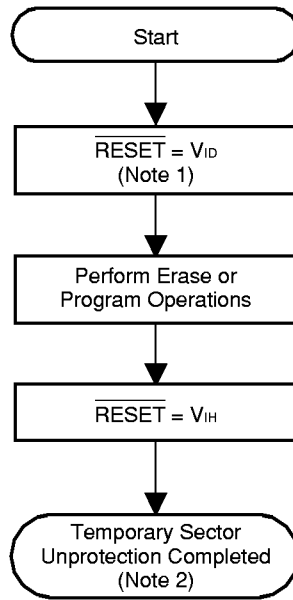 Start
RESET = VID
(Note 1)
Perform Erase or
Program Operations
RESET = VIH
Temporary Sector
Unprotection Completed
(Note 2)